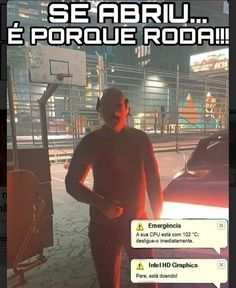 SE ABRIU...
É PORQUE RODA!!!
Emergência
A sua CPU está com 102 °C;
desligue-o imediatamente.
Intel HD Graphics
Pare, está doendo!